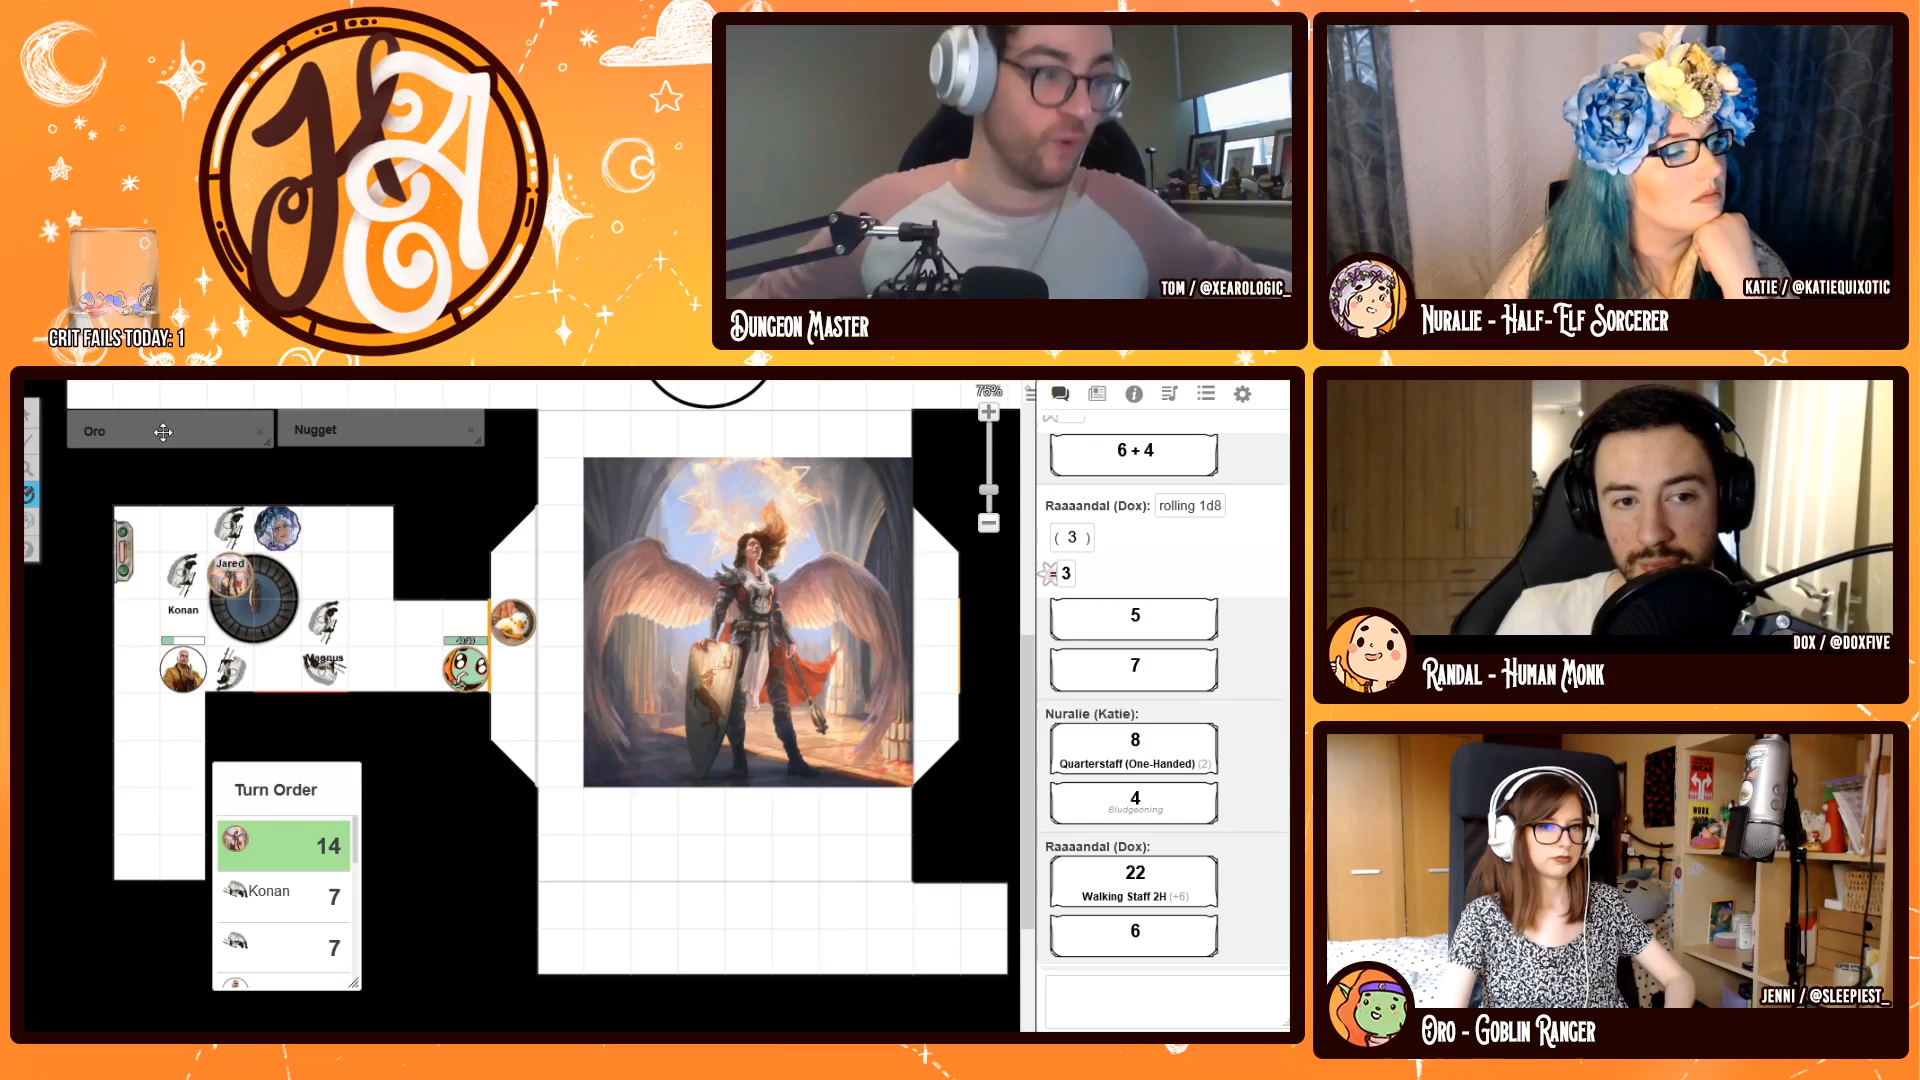 HA
CRIT FAILS TODAY: 1
TOM / @XEAROLOGIC_
DUNGEON MASTER
KATIE / @KATIEQUIXOTIC
NURALIE - HALF-ELF SORCERER
DOX / @DOXFIVE
RANDAL - HUMAN MONK
JENNI / @SLEEPIEST_
ORO - GOBLIN RANGER
Oro
Nugget
75%
Jared
Konan
Magnus
Turn Order
14
Konan 7
7
6 + 4
Raaaandal (Dox): rolling 1d8
( 3 )
= 3
5
7
Nuralie (Katie):
8
Quarterstaff (One-Handed) (2)
4
Bludgeoning
Raaaandal (Dox):
22
Walking Staff 2H (+6)
6